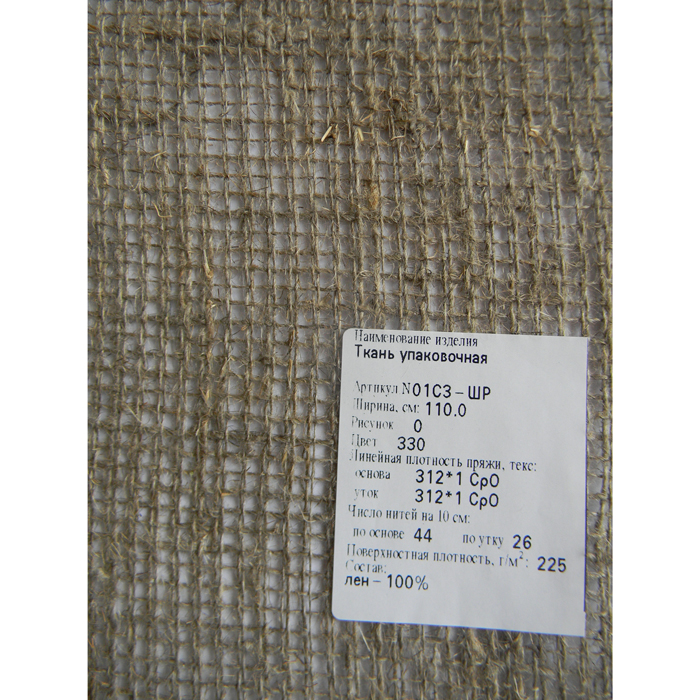 Наименование изделия
Ткань упаковочная
Артикул N 01С3-ШР
Ширина, см: 110.0
Рисунок 0
Цвет 330
Линейная плотность пряжи, текс:
основа 312*1 СрО
уток 312*1 СрО
Число нитей на 10 см:
по основе 44 по утку 26
Поверхностная плотность, г/м²: 225
Состав:
лен - 100%